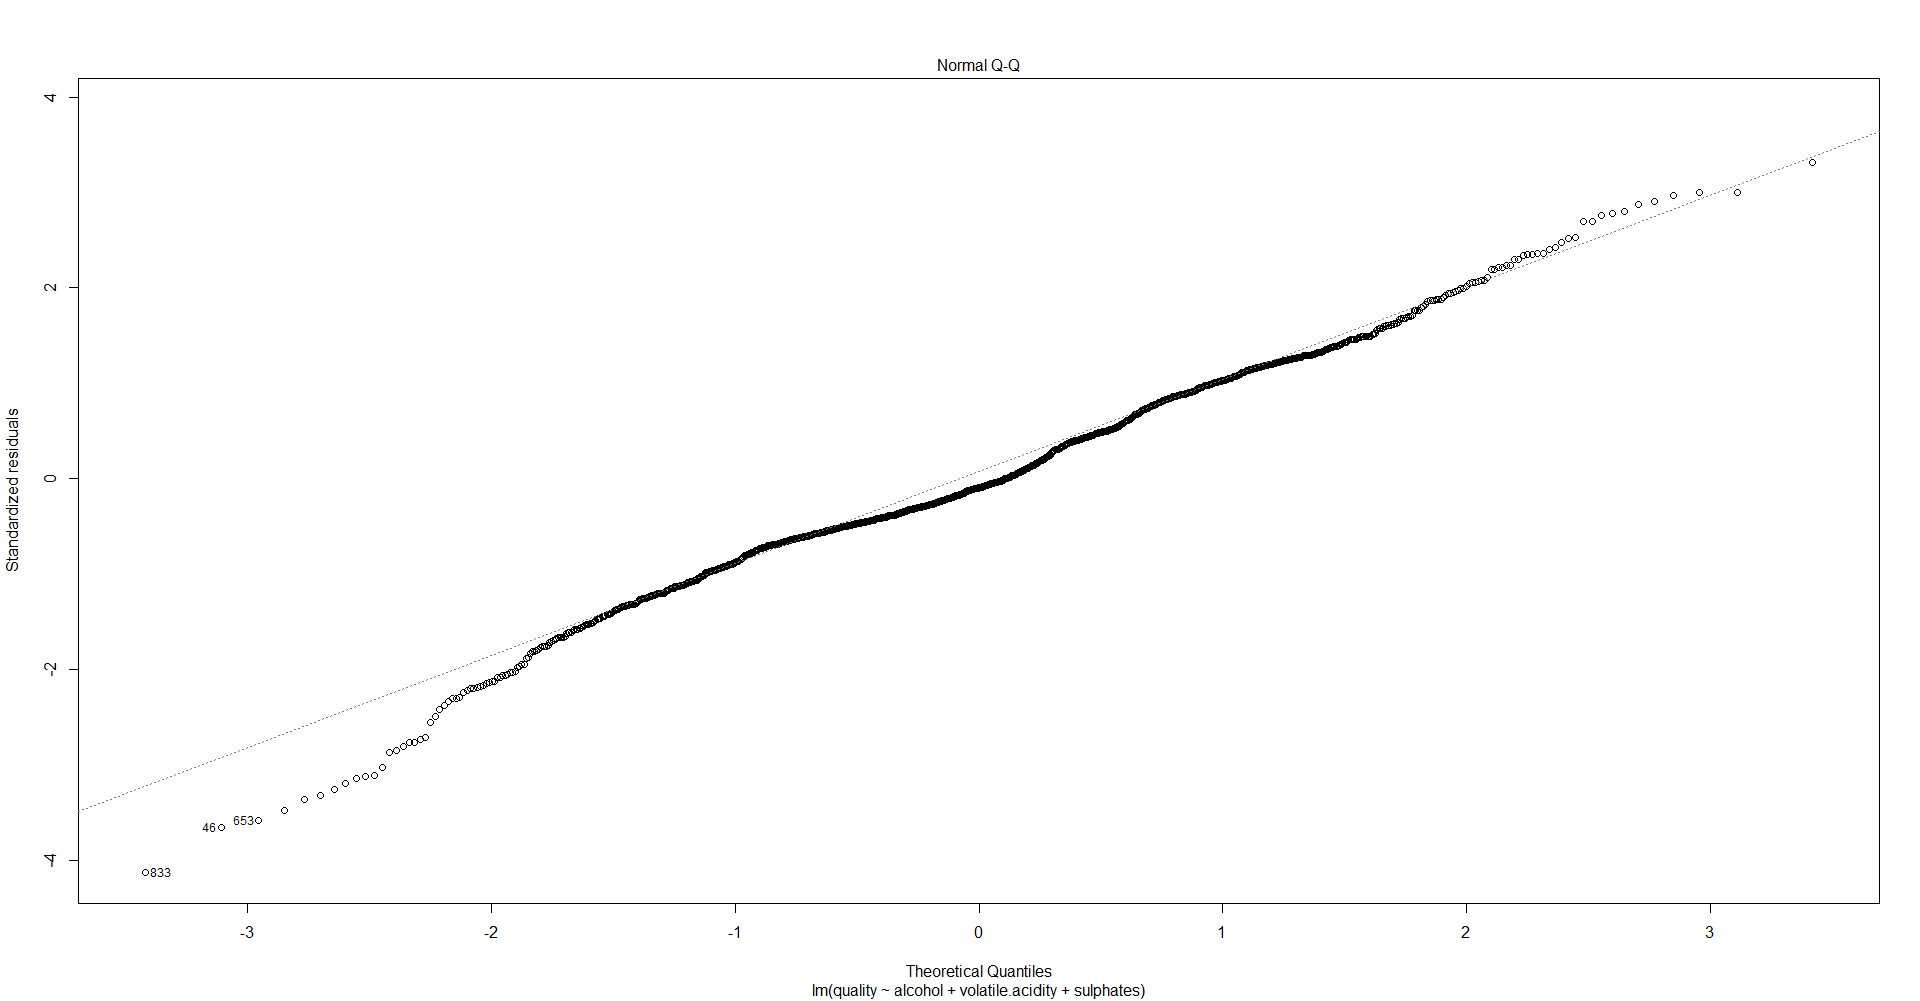 Normal Q-Q
4
2
0
-2
-4
Standardized residuals
46
653
833
-3 -2 -1 0 1 2 3
Theoretical Quantiles
lm(quality ~ alcohol + volatile.acidity + sulphates)